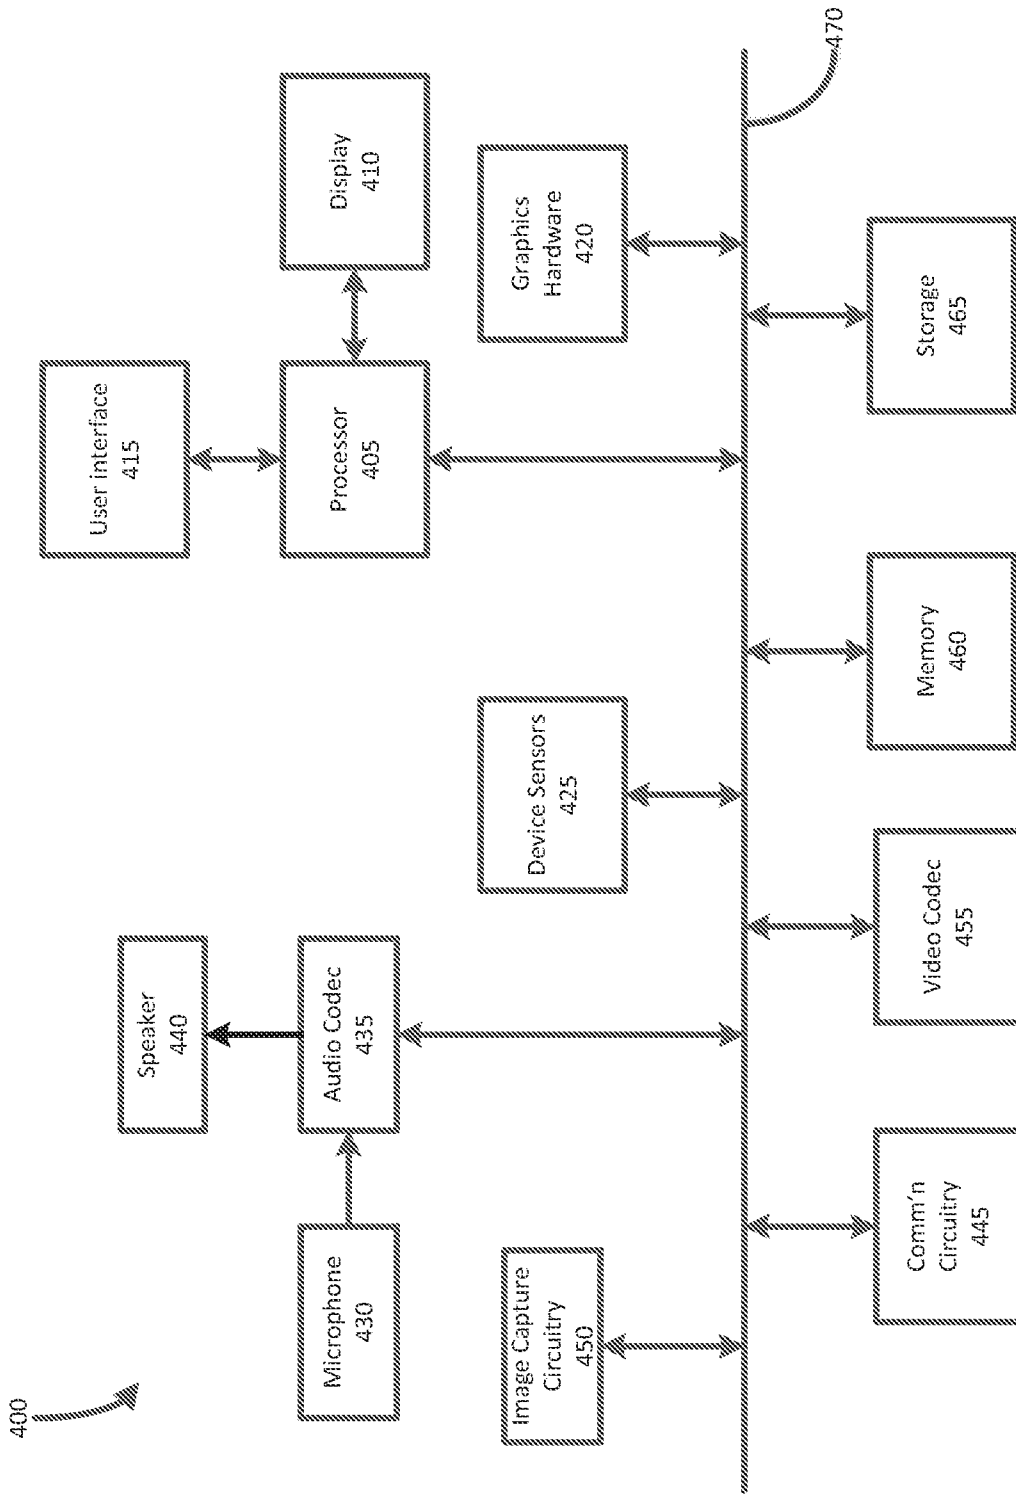 400
Microphone
430
Speaker
440
Audio Codec
435
User interface
415
Processor
405
Display
410
Image Capture
Circuitry
450
Device Sensors
425
Graphics
Hardware
420
470
Comm'n
Circuitry
445
Video Codec
455
Memory
460
Storage
465